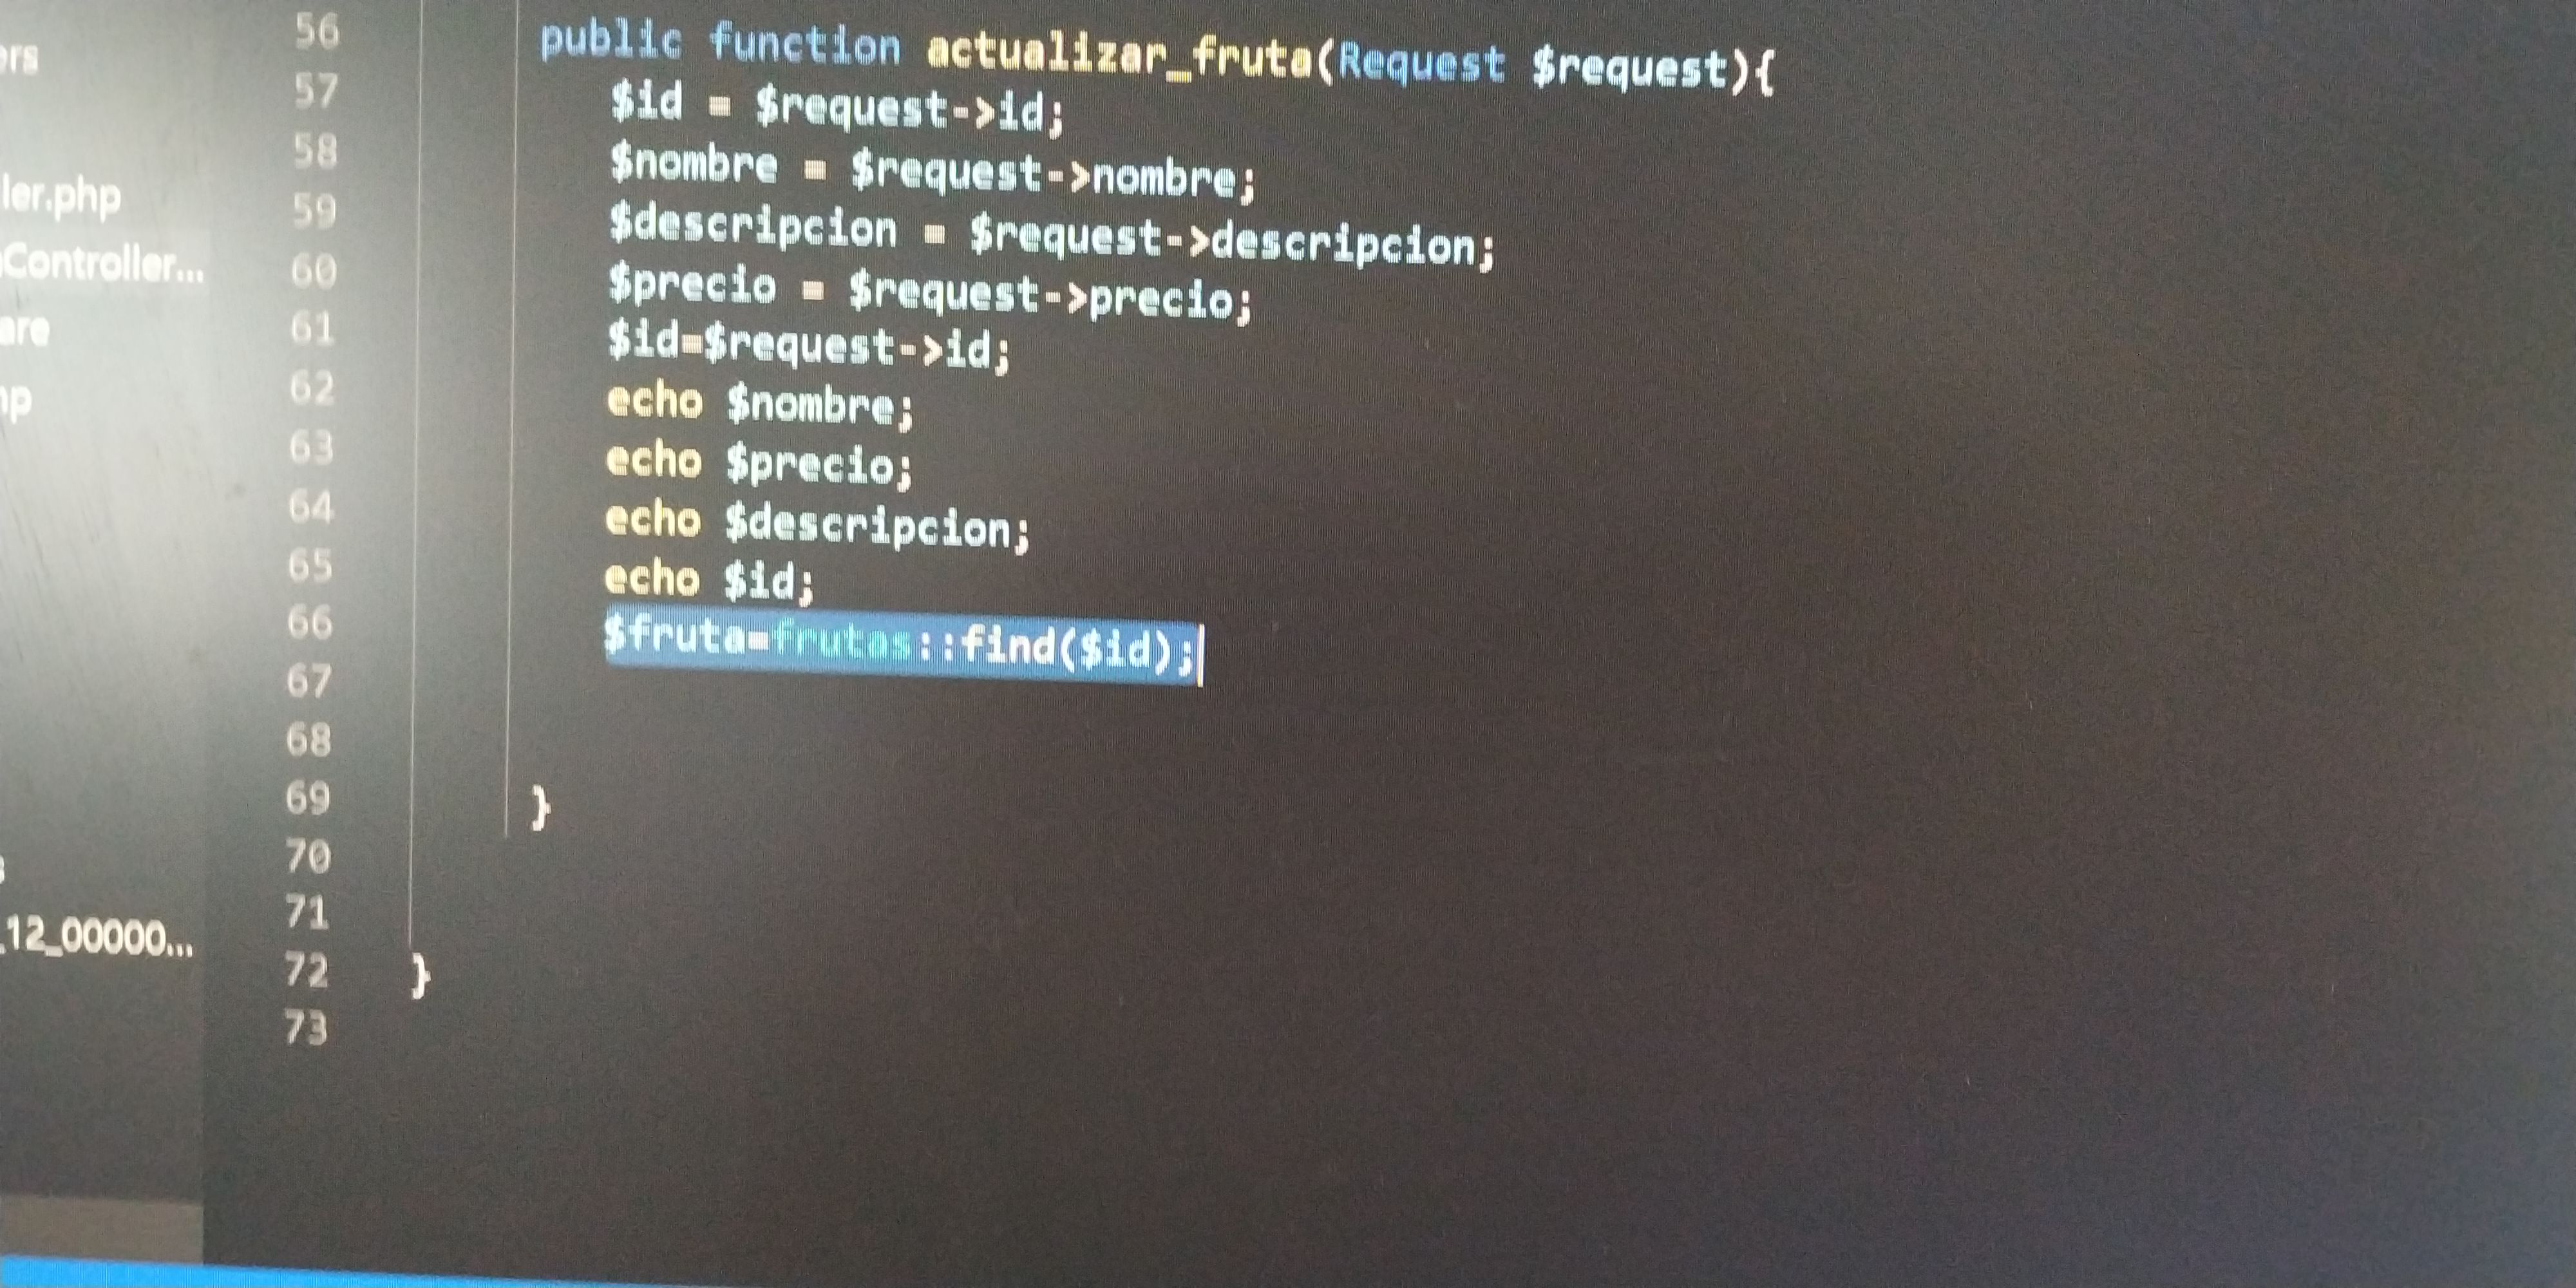 ers
ler.php
Controller...
are
hp
_12_00000...
56 public function actualizar_fruta(Request $request){
57 $id = $request->id;
58 $nombre = $request->nombre;
59 $descripcion = $request->descripcion;
60 $precio = $request->precio;
61 $id=$request->id;
62 echo $nombre;
63 echo $precio;
64 echo $descripcion;
65 echo $id;
66 $fruta=frutas::find($id);
67
68
69 }
70
71
72 }
73